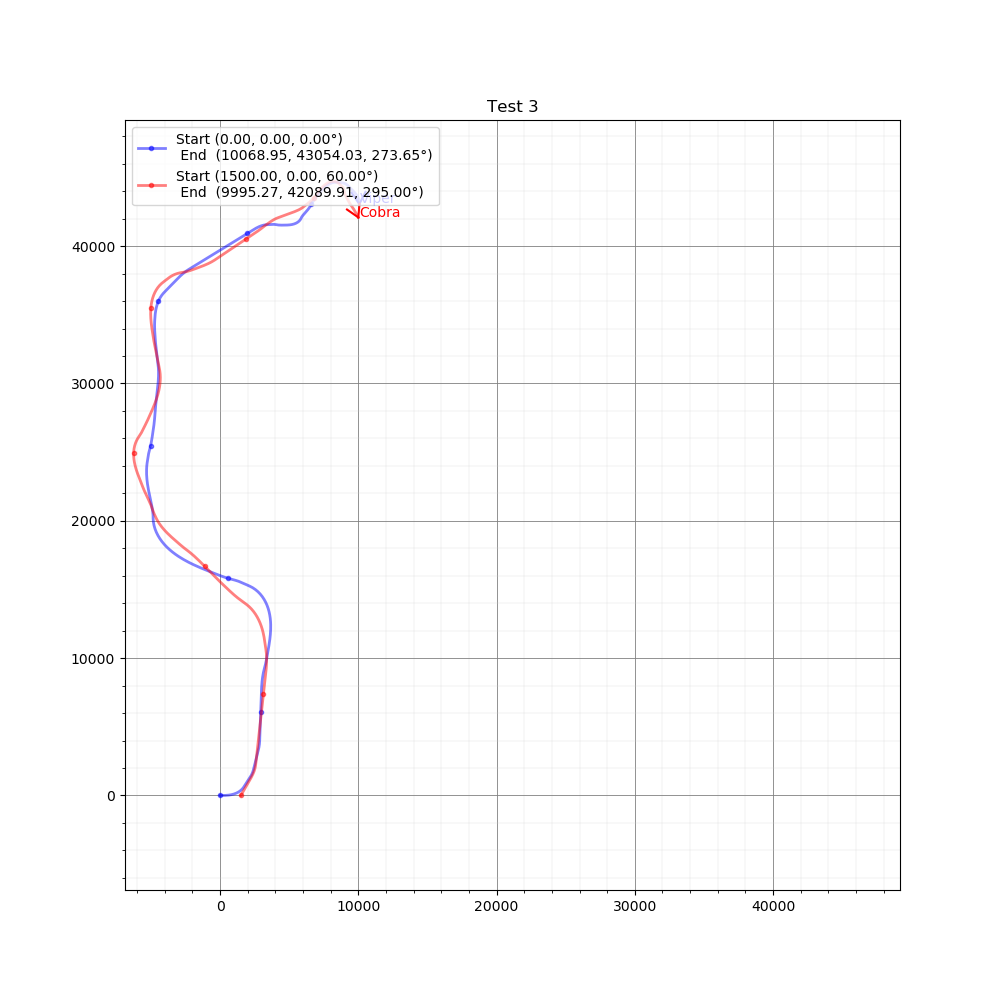 Test 3
Start (0.00, 0.00, 0.00°)
End (10068.95, 43054.03, 273.65°)
Start (1500.00, 0.00, 60.00°)
End (9995.27, 42089.91, 295.00°)
Viper
Cobra
40000
30000
20000
10000
0
0 10000 20000 30000 40000